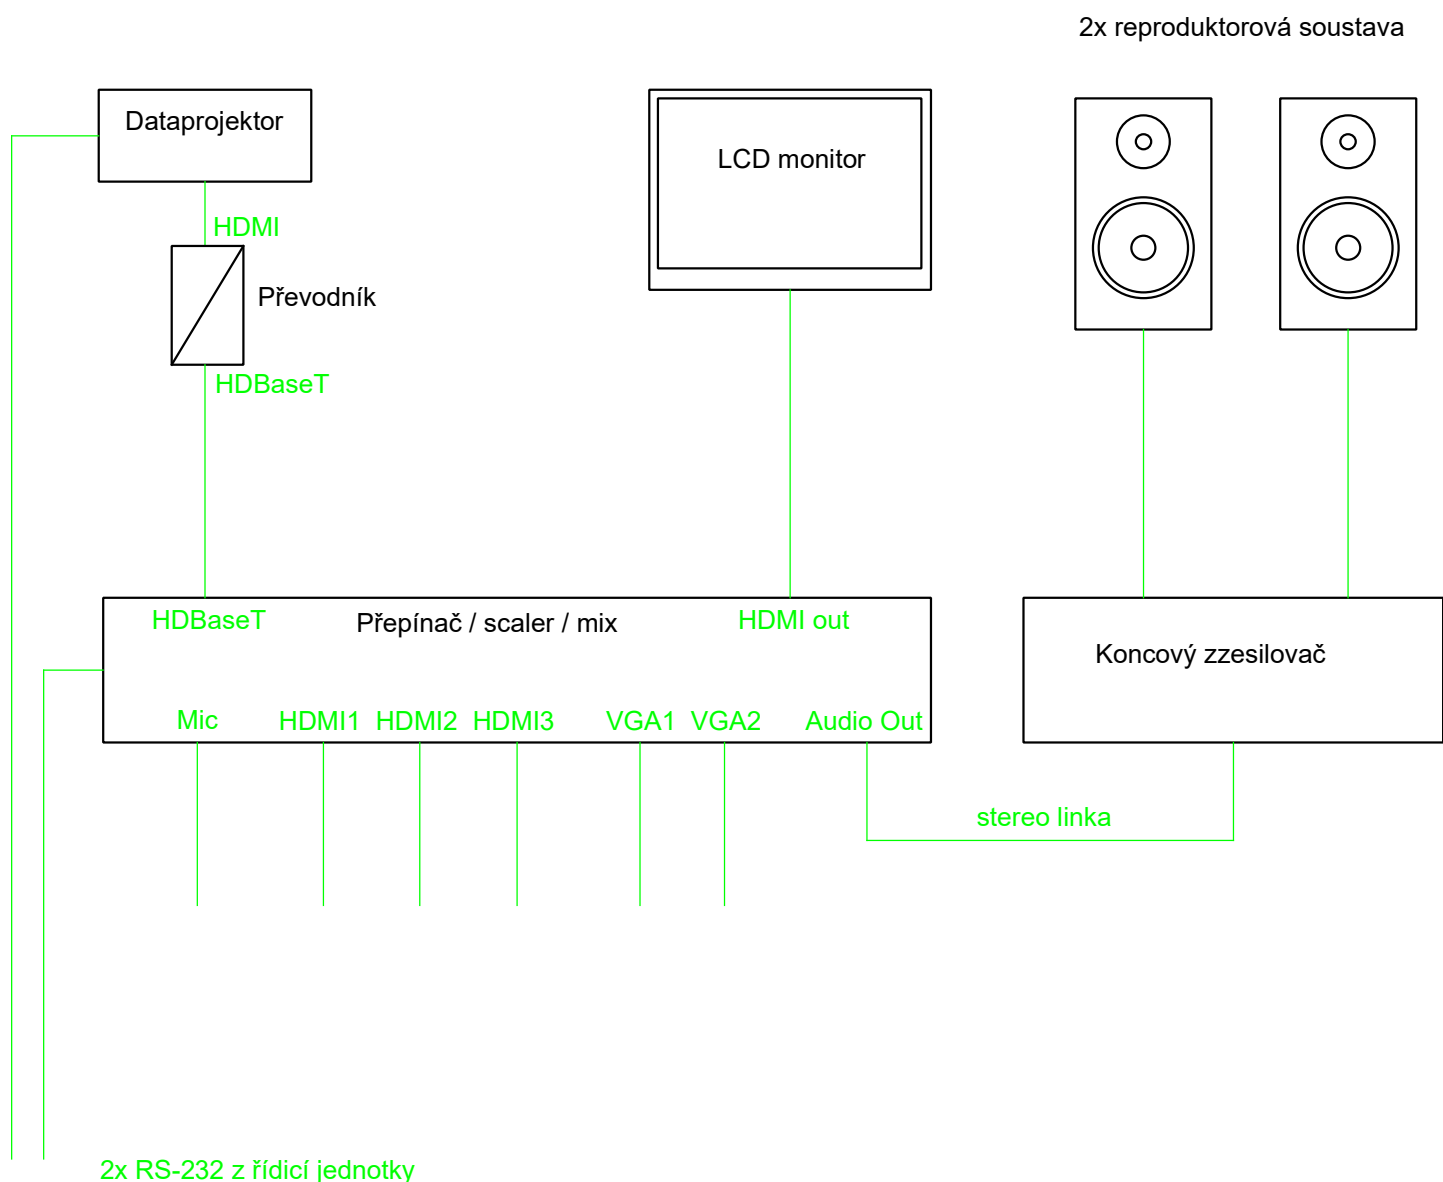 2x reproduktorová soustava
Dataprojektor
LCD monitor
HDMI
Převodník
HDBaseT
HDBaseT
Přepínač / scaler / mix
HDMI out
Koncový zzesilovač
Mic
HDMI1
HDMI2
HDMI3
VGA1
VGA2
Audio Out
stereo linka
2x RS-232 z řídicí jednotky